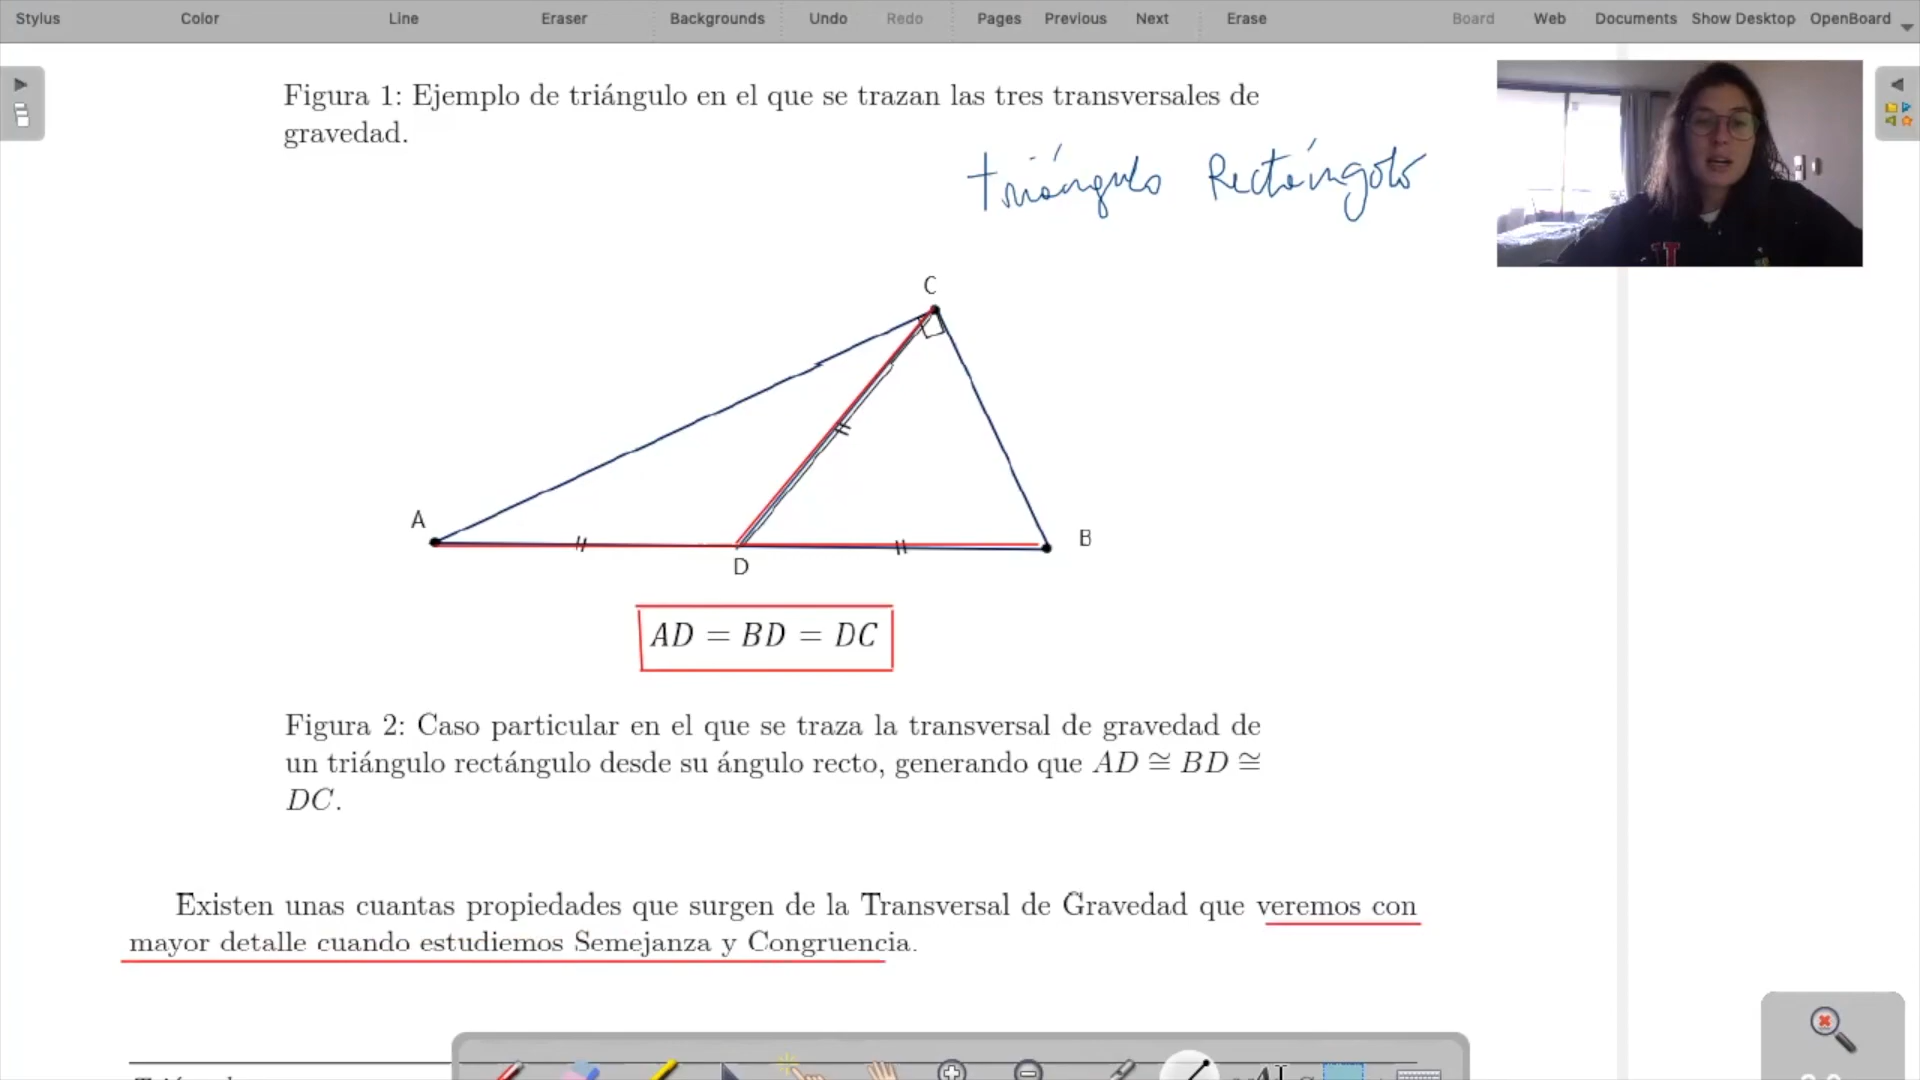 Stylus Color Line Eraser Backgrounds Undo Redo Pages Previous Next Erase Board Web Documents Show Desktop OpenBoard
Figura 1: Ejemplo de triángulo en el que se trazan las tres transversales de
gravedad.
triángulo Rectángulo
C
A
B
D
AD = BD = DC
Figura 2: Caso particular en el que se traza la transversal de gravedad de
un triángulo rectángulo desde su ángulo recto, generando que AD ≅ BD ≅
DC.
Existen unas cuantas propiedades que surgen de la Transversal de Gravedad que veremos con
mayor detalle cuando estudiemos Semejanza y Congruencia.